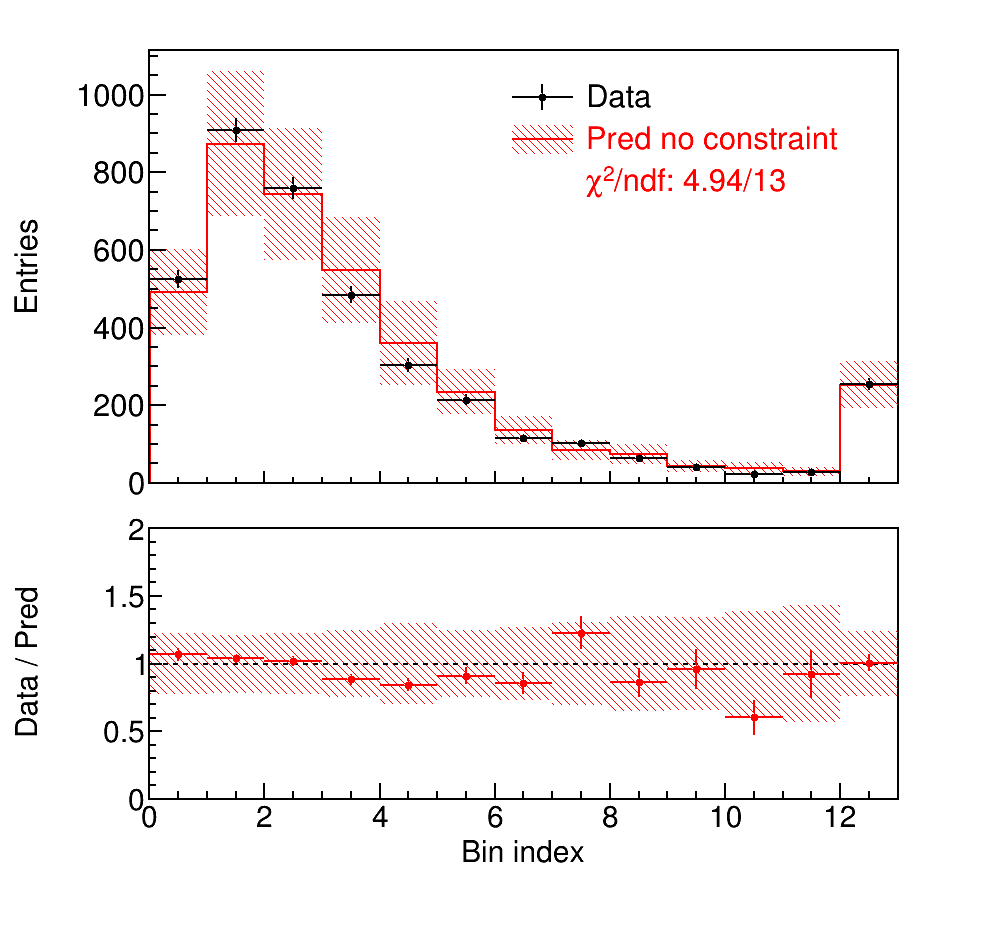 1000
800
600
400
200
0
Entries
Data
Pred no constraint
χ²/ndf: 4.94/13
2
1.5
1
0.5
0
Data / Pred
0 2 4 6 8 10 12
Bin index